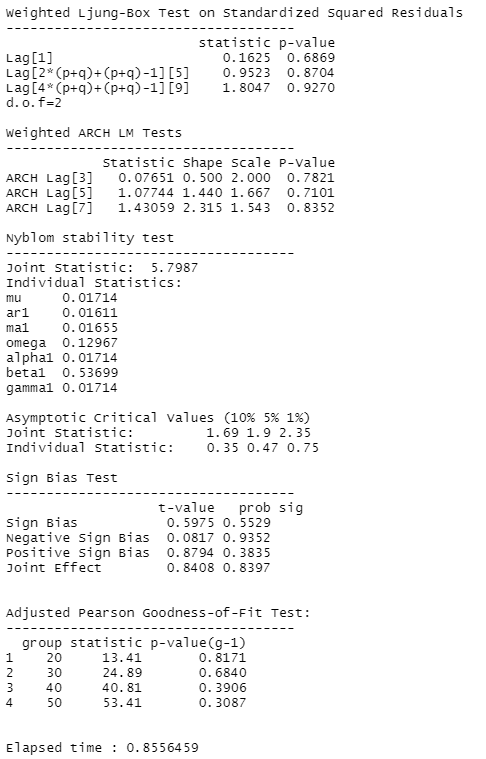 Weighted Ljung-Box Test on Standardized Squared Residuals
------------------------------------
                        statistic p-value
Lag[1]                     0.1625  0.6869
Lag[2*(p+q)+(p+q)-1][5]    0.9523  0.8704
Lag[4*(p+q)+(p+q)-1][9]    1.8047  0.9270
d.o.f=2

Weighted ARCH LM Tests
------------------------------------
            Statistic Shape Scale P-Value
ARCH Lag[3]   0.07651 0.500 2.000  0.7821
ARCH Lag[5]   1.07744 1.440 1.667  0.7101
ARCH Lag[7]   1.43059 2.315 1.543  0.8352

Nyblom stability test
------------------------------------
Joint Statistic:  5.7987
Individual Statistics:
mu     0.01714
ar1    0.01611
ma1    0.01655
omega  0.12967
alpha1 0.01714
beta1  0.53699
gamma1 0.01714

Asymptotic Critical Values (10% 5% 1%)
Joint Statistic:         1.69 1.9 2.35
Individual Statistic:    0.35 0.47 0.75

Sign Bias Test
------------------------------------
                   t-value   prob sig
Sign Bias           0.5975 0.5529
Negative Sign Bias  0.0817 0.9352
Positive Sign Bias  0.8794 0.3835
Joint Effect        0.8408 0.8397

Adjusted Pearson Goodness-of-Fit Test:
------------------------------------
  group statistic p-value(g-1)
1    20     13.41       0.8171
2    30     24.89       0.6840
3    40     40.81       0.3906
4    50     53.41       0.3087

Elapsed time : 0.8556459